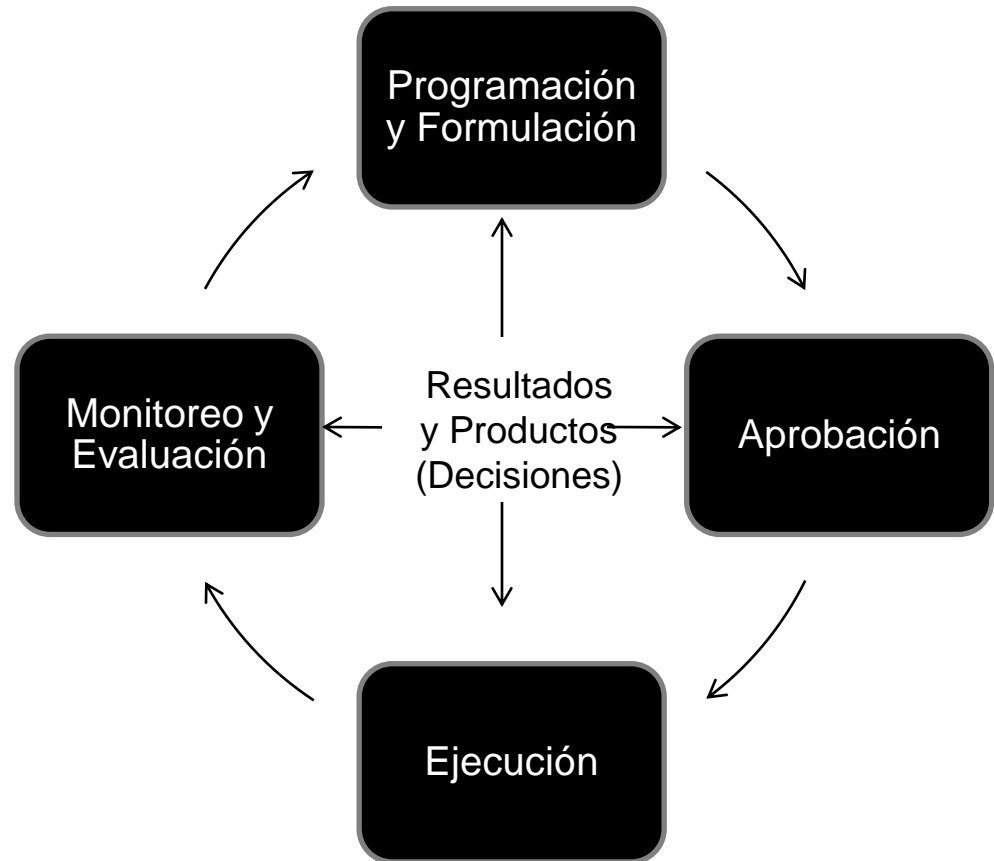 Programación
y Formulación
Resultados
y Productos
(Decisiones)
Monitoreo y
Evaluación
Aprobación
Ejecución